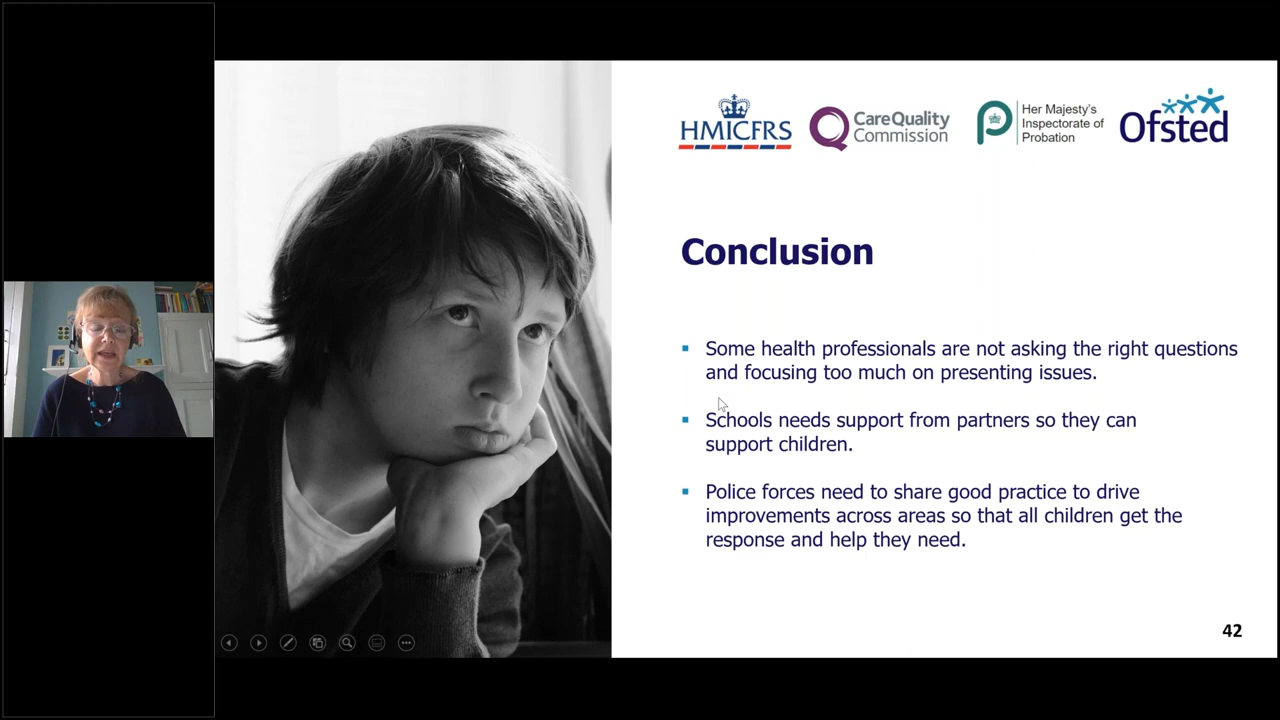 HMICFRS
CareQuality
Commission
Her Majesty's
Inspectorate of
Probation
Ofsted
Conclusion
Some health professionals are not asking the right questions
and focusing too much on presenting issues.
Schools needs support from partners so they can
support children.
Police forces need to share good practice to drive
improvements across areas so that all children get the
response and help they need.
42